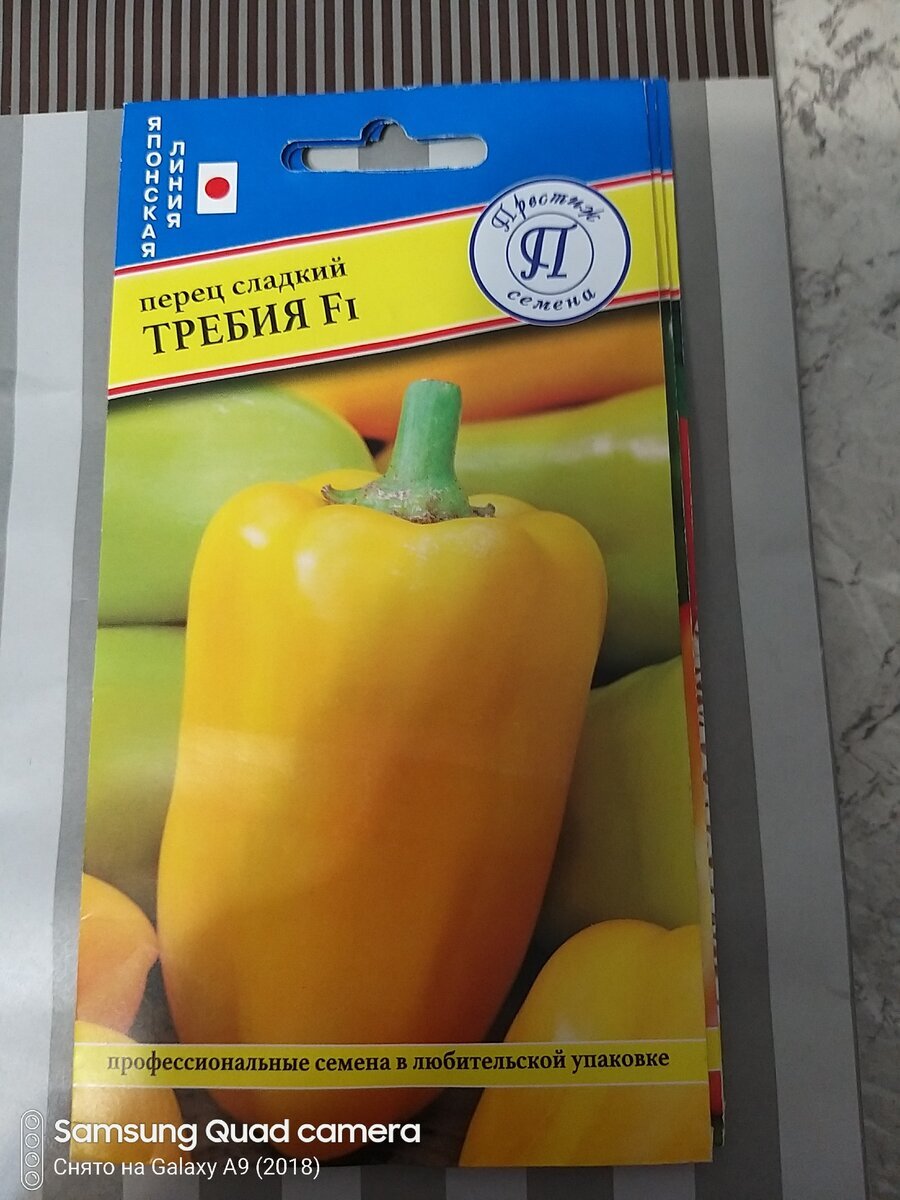 ЯПОНСКАЯ
ЛИНИЯ
Престиж
П
семена
перец сладкий
ТРЕБИЯ F1
профессиональные семена в любительской упаковке
Samsung Quad camera
Снято на Galaxy A9 (2018)